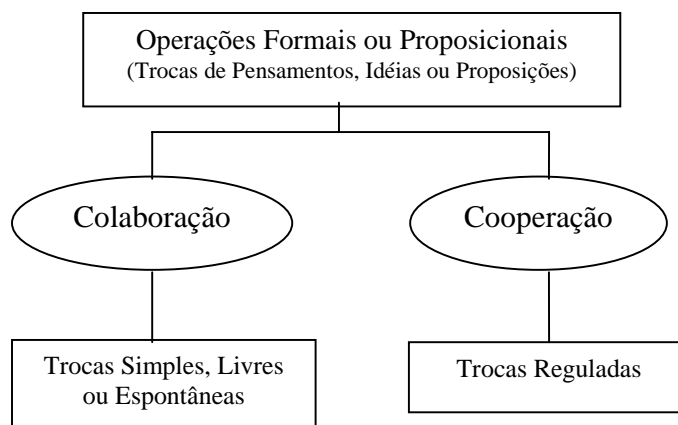 Operações Formais ou Proposicionais
(Trocas de Pensamentos, Idéias ou Proposições)
Colaboração
Cooperação
Trocas Simples, Livres
ou Espontâneas
Trocas Reguladas